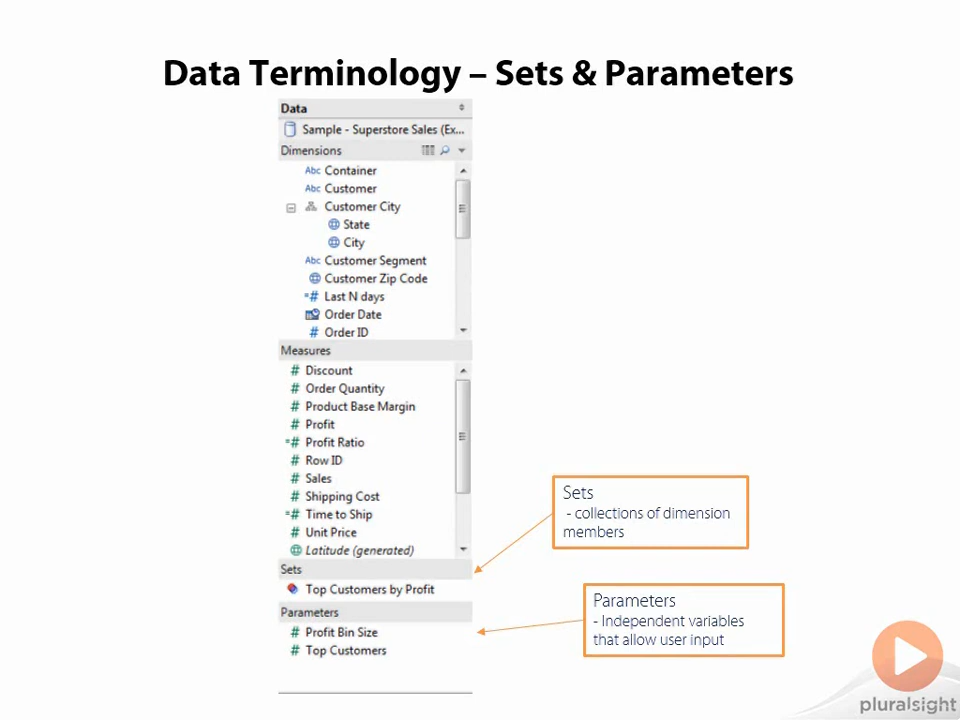 Data Terminology – Sets & Parameters
Data
Sample - Superstore Sales (Ex...
Dimensions
Abc Container
Abc Customer
Customer City
State
City
Abc Customer Segment
Customer Zip Code
=# Last N days
Order Date
# Order ID
Measures
# Discount
# Order Quantity
# Product Base Margin
# Profit
=# Profit Ratio
# Row ID
# Sales
# Shipping Cost
=# Time to Ship
# Unit Price
Latitude (generated)
Sets
Top Customers by Profit
Parameters
# Profit Bin Size
# Top Customers
Sets
- collections of dimension
members
Parameters
- Independent variables
that allow user input
pluralsight